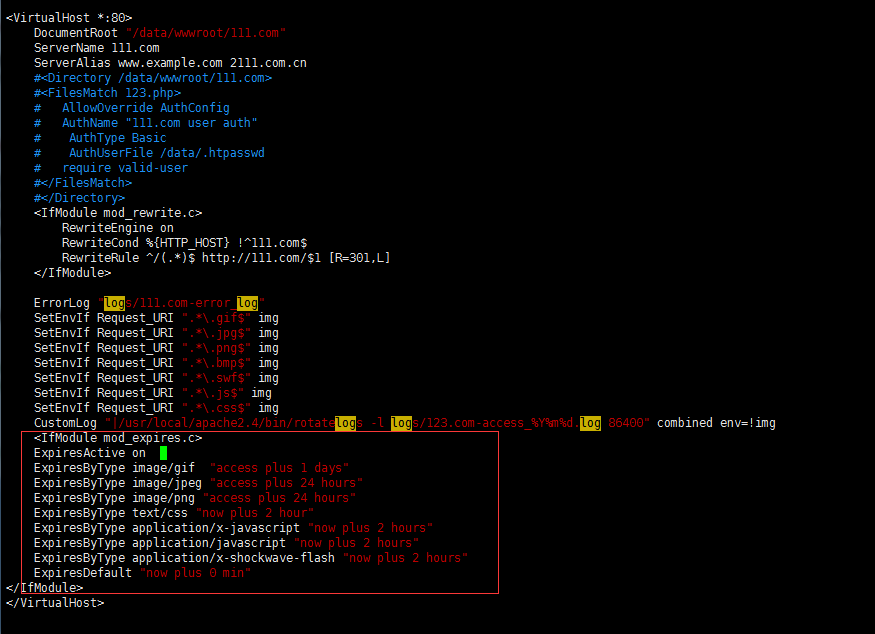 <VirtualHost *:80>
    DocumentRoot "/data/wwwroot/111.com"
    ServerName 111.com
    ServerAlias www.example.com 2111.com.cn
    #<Directory /data/wwwroot/111.com>
    #<FilesMatch 123.php>
    #   AllowOverride AuthConfig
    #   AuthName "111.com user auth"
    #    AuthType Basic
    #    AuthUserFile /data/.htpasswd
    #   require valid-user
    #</FilesMatch>
    #</Directory>
    <IfModule mod_rewrite.c>
        RewriteEngine on
        RewriteCond %{HTTP_HOST} !^111.com$
        RewriteRule ^/(.*)$ http://111.com/$1 [R=301,L]
    </IfModule>

    ErrorLog "logs/111.com-error_log"
    SetEnvIf Request_URI ".*\.gif$" img
    SetEnvIf Request_URI ".*\.jpg$" img
    SetEnvIf Request_URI ".*\.png$" img
    SetEnvIf Request_URI ".*\.bmp$" img
    SetEnvIf Request_URI ".*\.swf$" img
    SetEnvIf Request_URI ".*\.js$" img
    SetEnvIf Request_URI ".*\.css$" img
    CustomLog "|/usr/local/apache2.4/bin/rotatelogs -l logs/123.com-access_%Y%m%d.log 86400" combined env=!img
    <IfModule mod_expires.c>
    ExpiresActive on
    ExpiresByType image/gif  "access plus 1 days"
    ExpiresByType image/jpeg "access plus 24 hours"
    ExpiresByType image/png "access plus 24 hours"
    ExpiresByType text/css "now plus 2 hour"
    ExpiresByType application/x-javascript "now plus 2 hours"
    ExpiresByType application/javascript "now plus 2 hours"
    ExpiresByType application/x-shockwave-flash "now plus 2 hours"
    ExpiresDefault "now plus 0 min"
</IfModule>
</VirtualHost>